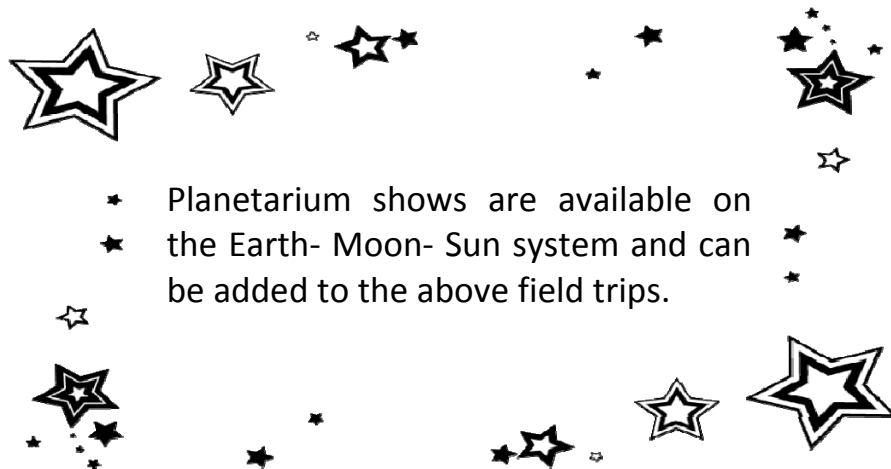 Planetarium shows are available on
the Earth- Moon- Sun system and can
be added to the above field trips.